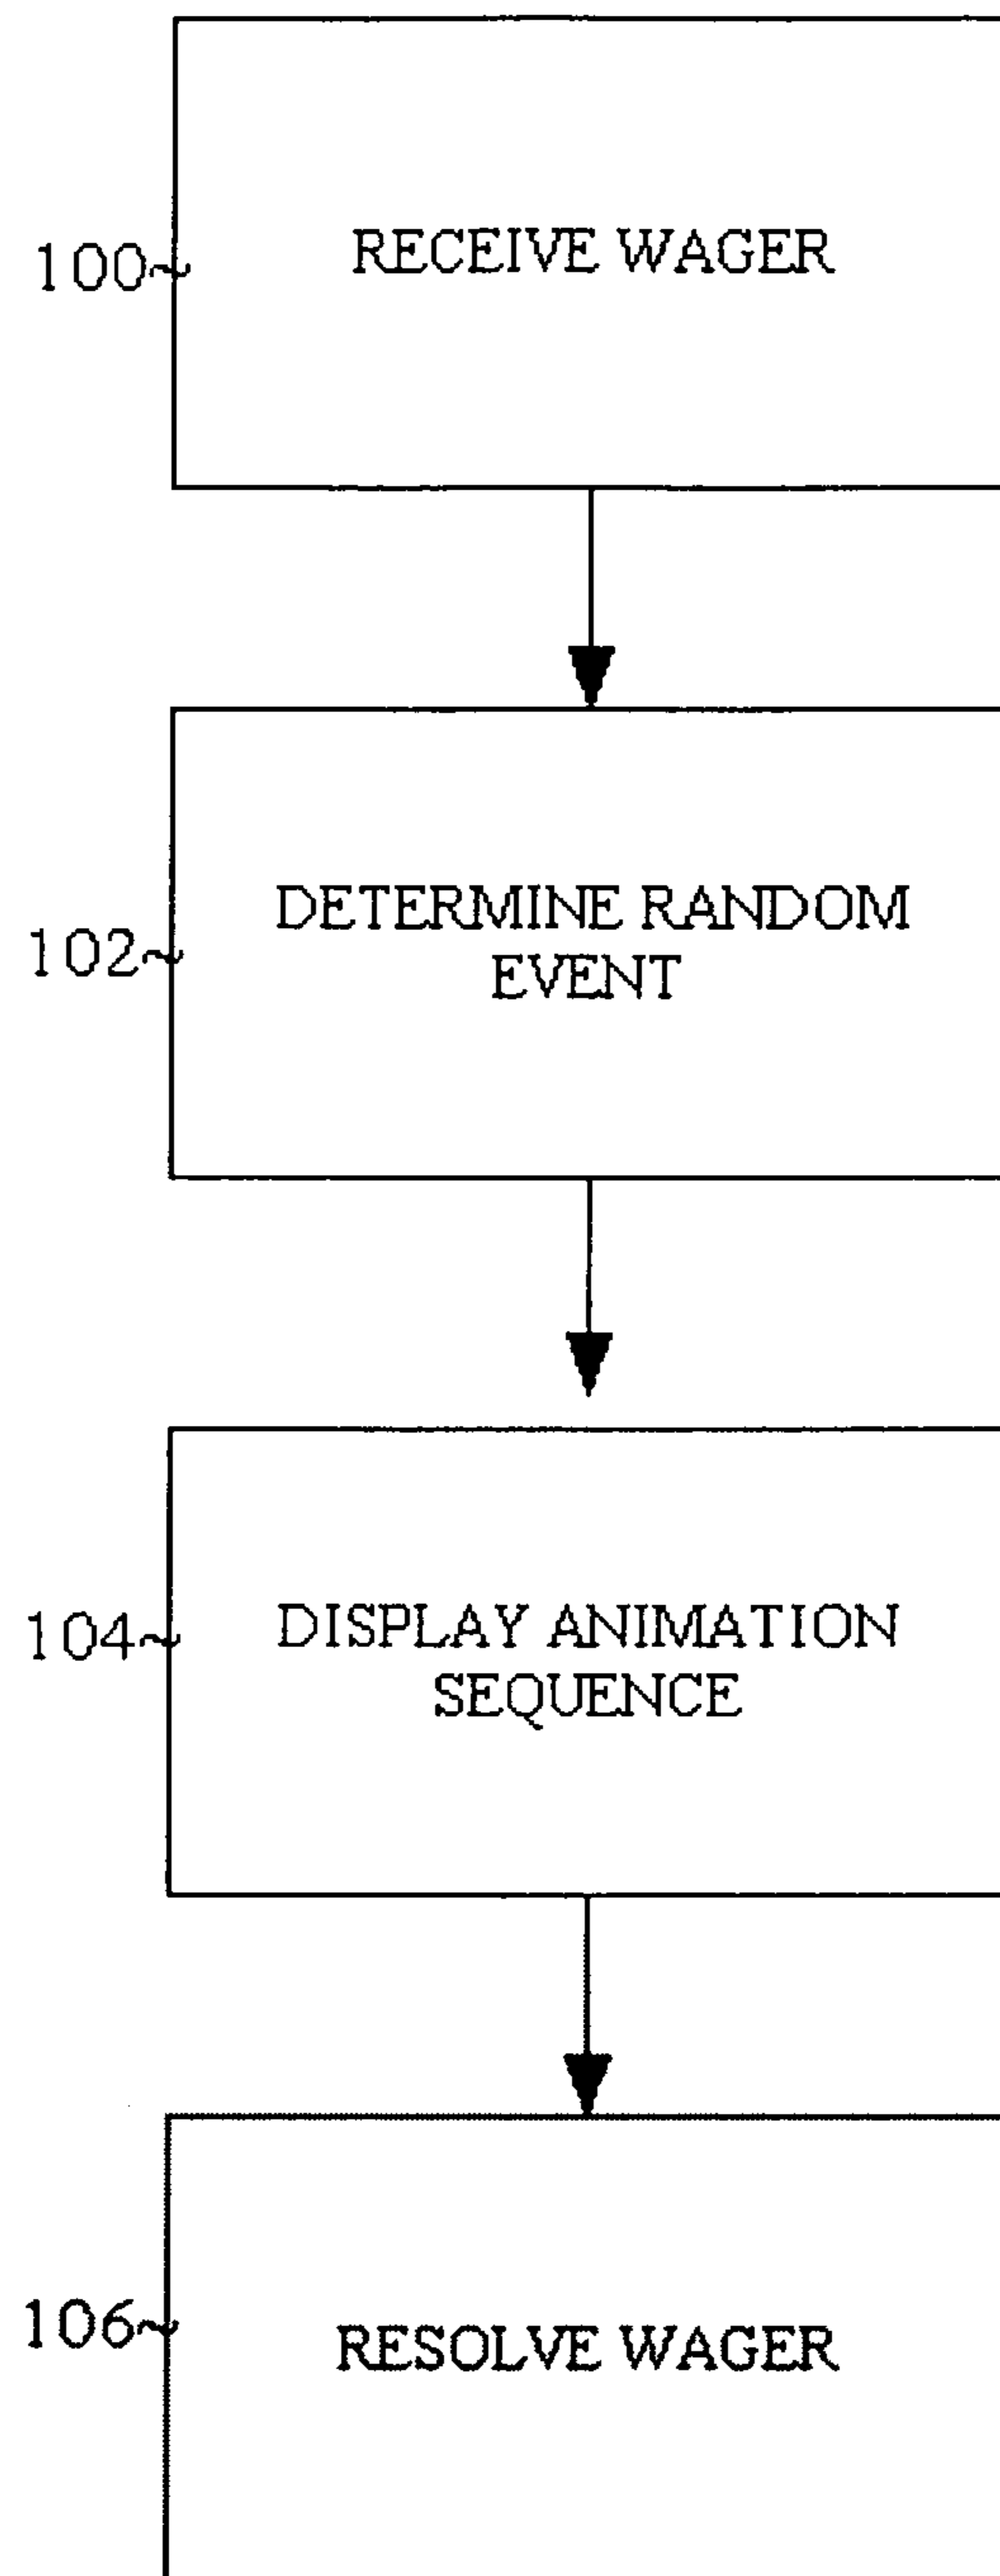 100
RECEIVE WAGER
102
DETERMINE RANDOM
EVENT
104
DISPLAY ANIMATION
SEQUENCE
106
RESOLVE WAGER